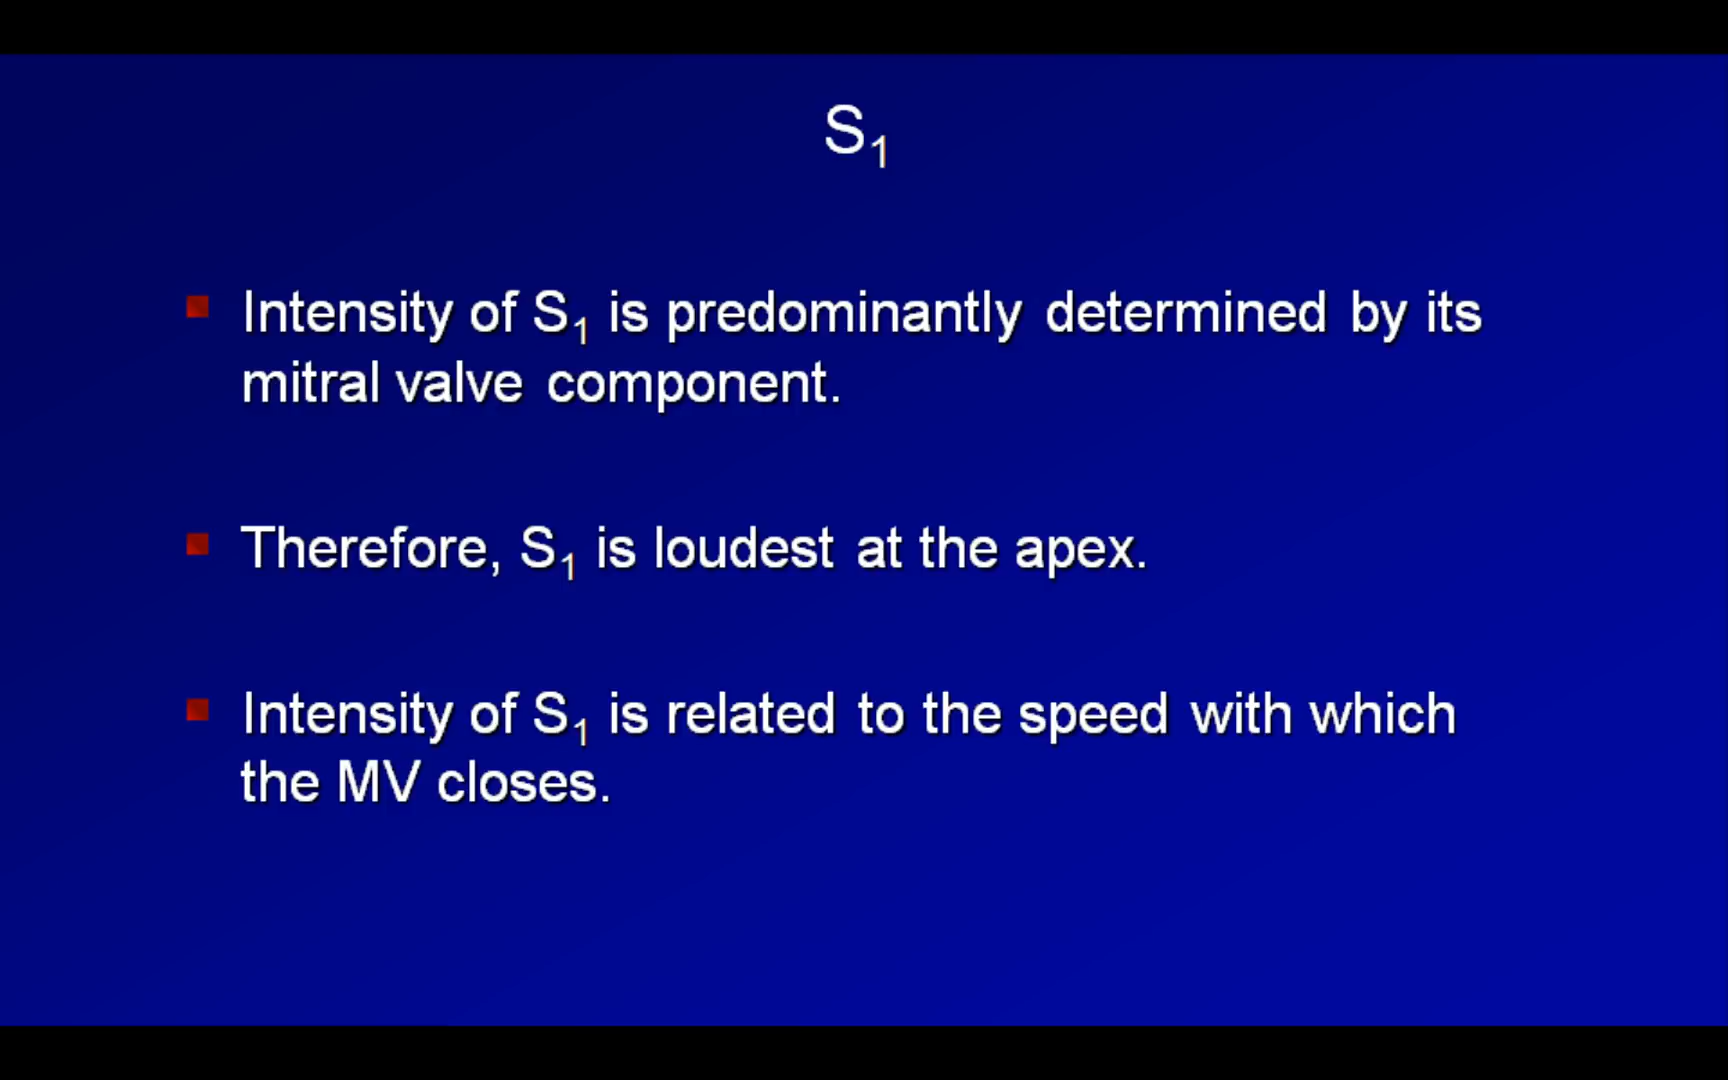 S₁
Intensity of S₁ is predominantly determined by its
mitral valve component.
Therefore, S₁ is loudest at the apex.
Intensity of S₁ is related to the speed with which
the MV closes.